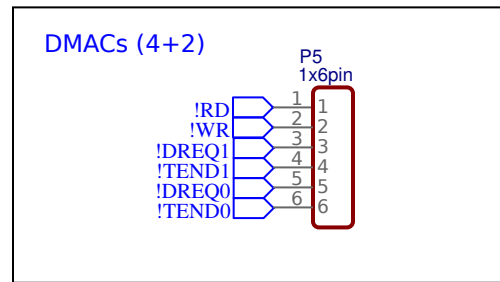 DMACs (4+2)
P5
1x6pin
!RD 1 1
!WR 2 2
!DREQ1 3 3
!TEND1 4 4
!DREQ0 5 5
!TEND0 6 6